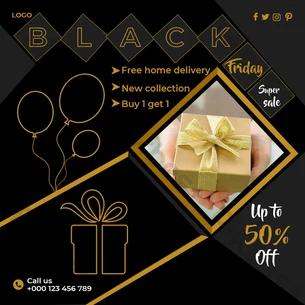 LOGO
BLACK
Friday
Super
sale
Free home delivery
New collection
Buy 1 get 1
Up to
50%
Off
Call us
+000 123 456 789